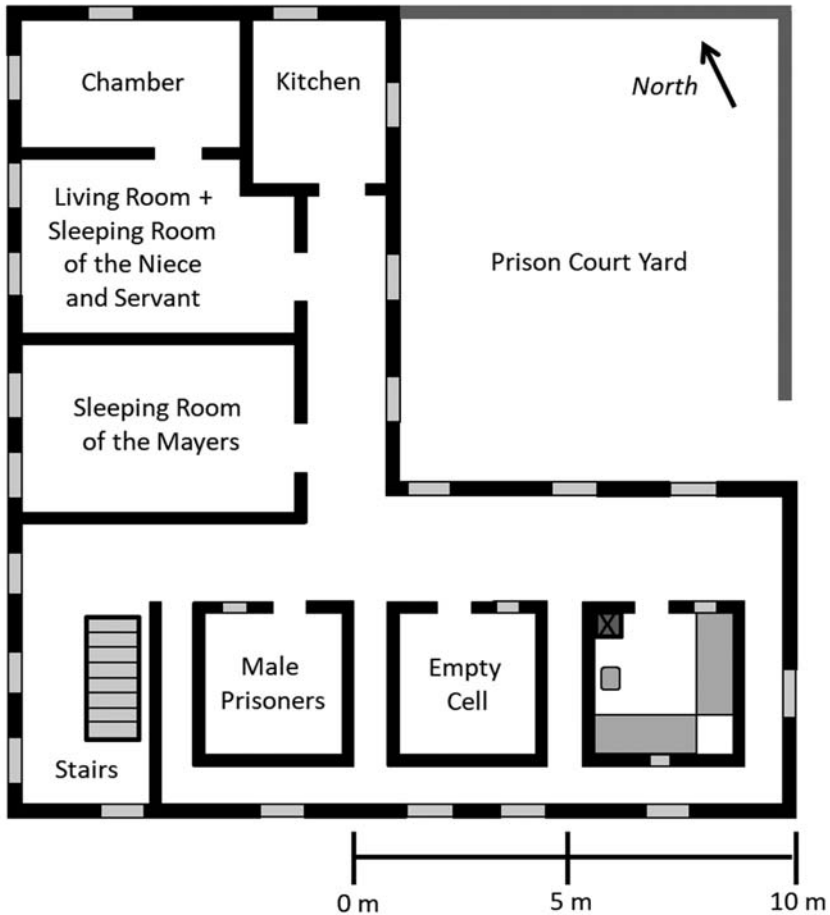 Chamber
Kitchen
North
Living Room +
Sleeping Room
of the Niece
and Servant
Prison Court Yard
Sleeping Room
of the Mayers
Male
Prisoners
Empty
Cell
X
Stairs
0 m
5 m
10 m